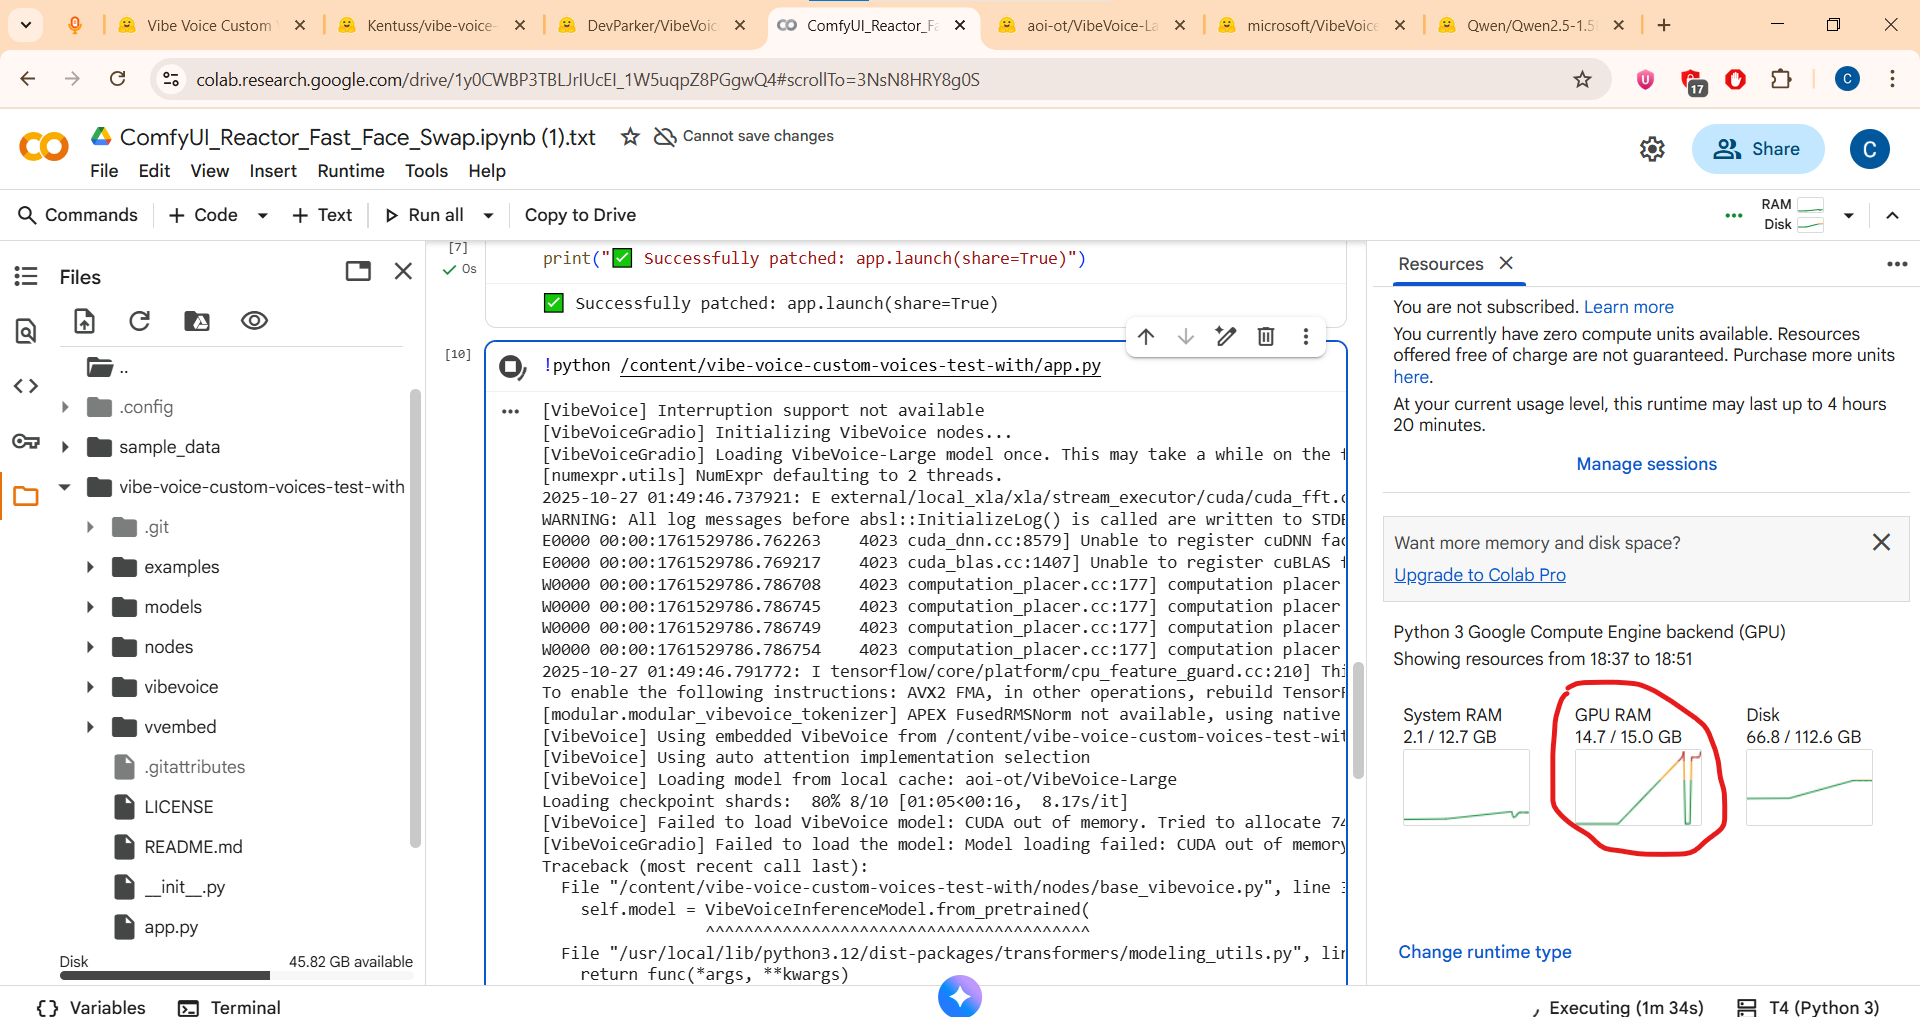 Vibe Voice Custom
Kentuss/vibe-voice-
DevParker/VibeVoic
ComfyUI_Reactor_Fa
aoi-ot/VibeVoice-La
microsoft/VibeVoice
Qwen/Qwen2.5-1.5
colab.research.google.com/drive/1y0CWBP3TBLJrlUcEI_1W5uqpZ8PGgwQ4#scrollTo=3NsN8HRY8g0S
17
C
ComfyUI_Reactor_Fast_Face_Swap.ipynb (1).txt
Cannot save changes
File Edit View Insert Runtime Tools Help
Share
C
Commands + Code + Text Run all Copy to Drive
RAM
Disk
Files
..
.config
sample_data
vibe-voice-custom-voices-test-with
.git
examples
models
nodes
vibevoice
vvembed
.gitattributes
LICENSE
README.md
__init__.py
app.py
Disk 45.82 GB available
[7]
0s
print("✅ Successfully patched: app.launch(share=True)")
✅ Successfully patched: app.launch(share=True)
[10]
!python /content/vibe-voice-custom-voices-test-with/app.py
[VibeVoice] Interruption support not available
[VibeVoiceGradio] Initializing VibeVoice nodes...
[VibeVoiceGradio] Loading VibeVoice-Large model once. This may take a while on the
[numexpr.utils] NumExpr defaulting to 2 threads.
2025-10-27 01:49:46.737921: E external/local_xla/xla/stream_executor/cuda/cuda_fft.c
WARNING: All log messages before absl::InitializeLog() is called are written to STDE
E0000 00:00:1761529786.762263 4023 cuda_dnn.cc:8579] Unable to register cuDNN fac
E0000 00:00:1761529786.769217 4023 cuda_blas.cc:1407] Unable to register cuBLAS
W0000 00:00:1761529786.786708 4023 computation_placer.cc:177] computation placer
W0000 00:00:1761529786.786745 4023 computation_placer.cc:177] computation placer
W0000 00:00:1761529786.786749 4023 computation_placer.cc:177] computation placer
W0000 00:00:1761529786.786754 4023 computation_placer.cc:177] computation placer
2025-10-27 01:49:46.791772: I tensorflow/core/platform/cpu_feature_guard.cc:210] Thi
To enable the following instructions: AVX2 FMA, in other operations, rebuild TensorF
[modular.modular_vibevoice_tokenizer] APEX FusedRMSNorm not available, using native
[VibeVoice] Using embedded VibeVoice from /content/vibe-voice-custom-voices-test-wit
[VibeVoice] Using auto attention implementation selection
[VibeVoice] Loading model from local cache: aoi-ot/VibeVoice-Large
Loading checkpoint shards: 80% 8/10 [01:05<00:16, 8.17s/it]
[VibeVoice] Failed to load VibeVoice model: CUDA out of memory. Tried to allocate 74
[VibeVoiceGradio] Failed to load the model: Model loading failed: CUDA out of memory
Traceback (most recent call last):
File "/content/vibe-voice-custom-voices-test-with/nodes/base_vibevoice.py", line 3
self.model = VibeVoiceInferenceModel.from_pretrained(
^^^^^^^^^^^^^^^^^^^^^^^^^^^^^^^^^^^^^^^^
File "/usr/local/lib/python3.12/dist-packages/transformers/modeling_utils.py", lin
return func(*args, **kwargs)
Resources
You are not subscribed. Learn more
You currently have zero compute units available. Resources
offered free of charge are not guaranteed. Purchase more units
here.
At your current usage level, this runtime may last up to 4 hours
20 minutes.
Manage sessions
Want more memory and disk space?
Upgrade to Colab Pro
Python 3 Google Compute Engine backend (GPU)
Showing resources from 18:37 to 18:51
System RAM
2.1 / 12.7 GB
GPU RAM
14.7 / 15.0 GB
Disk
66.8 / 112.6 GB
Change runtime type
Variables Terminal
Executing (1m 34s) T4 (Python 3)